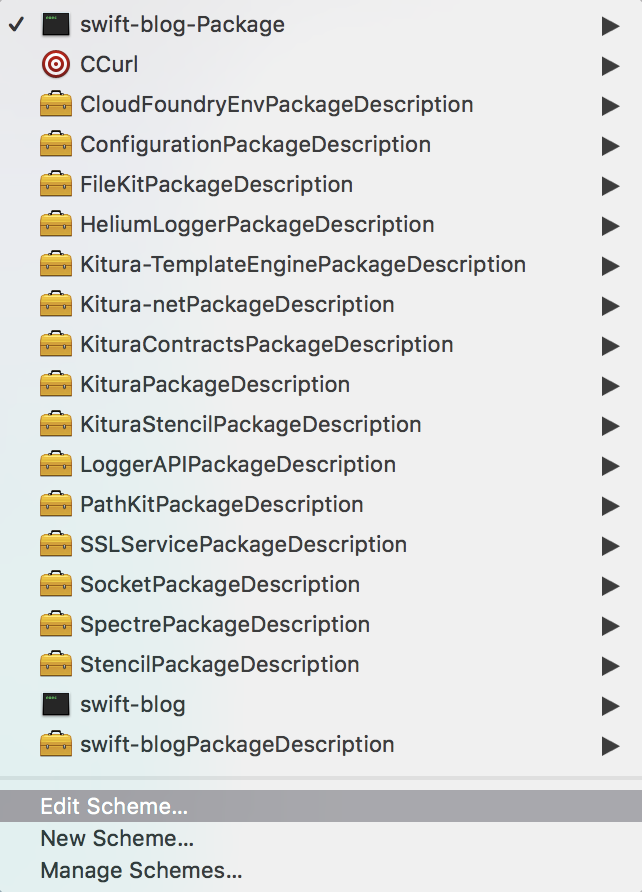 swift-blog-Package
CCurl
CloudFoundryEnvPackageDescription
ConfigurationPackageDescription
FileKitPackageDescription
HeliumLoggerPackageDescription
Kitura-TemplateEnginePackageDescription
Kitura-netPackageDescription
KituraContractsPackageDescription
KituraPackageDescription
KituraStencilPackageDescription
LoggerAPIPackageDescription
PathKitPackageDescription
SSLServicePackageDescription
SocketPackageDescription
SpectrePackageDescription
StencilPackageDescription
swift-blog
swift-blogPackageDescription
Edit Scheme...
New Scheme...
Manage Schemes...